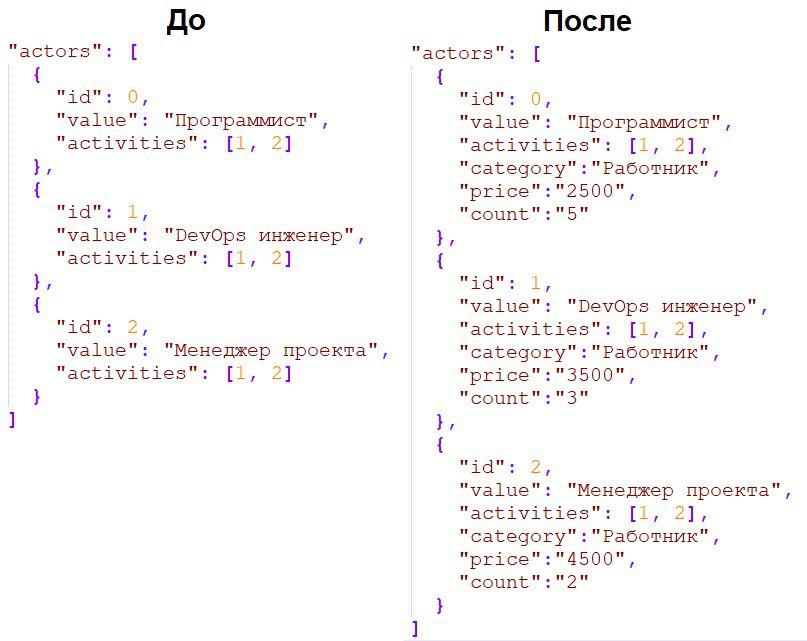 До
"actors": [
  {
    "id": 0,
    "value": "Программист",
    "activities": [1, 2]
  },
  {
    "id": 1,
    "value": "DevOps инженер",
    "activities": [1, 2]
  },
  {
    "id": 2,
    "value": "Менеджер проекта",
    "activities": [1, 2]
  }
]
После
"actors": [
  {
    "id": 0,
    "value": "Программист",
    "activities": [1, 2],
    "category":"Работник",
    "price":"2500",
    "count":"5"
  },
  {
    "id": 1,
    "value": "DevOps инженер",
    "activities": [1, 2],
    "category":"Работник",
    "price":"3500",
    "count":"3"
  },
  {
    "id": 2,
    "value": "Менеджер проекта",
    "activities": [1, 2],
    "category":"Работник",
    "price":"4500",
    "count":"2"
  }
]